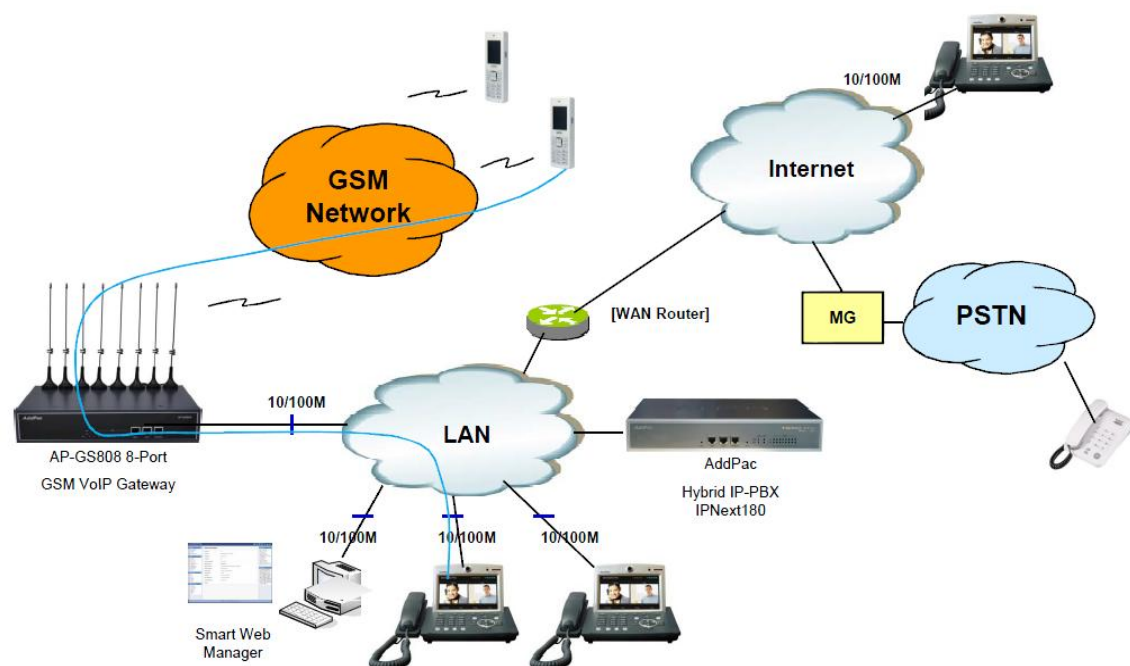 10/100M
Internet
GSM
Network
[WAN Router]
MG
PSTN
10/100M
AddPac
LAN
AP-GS808 8-Port
GSM VoIP Gateway
AddPac
AddPac
Hybrid IP-PBX
IPNext180
10/100M
10/100M
10/100M
Smart Web
Manager